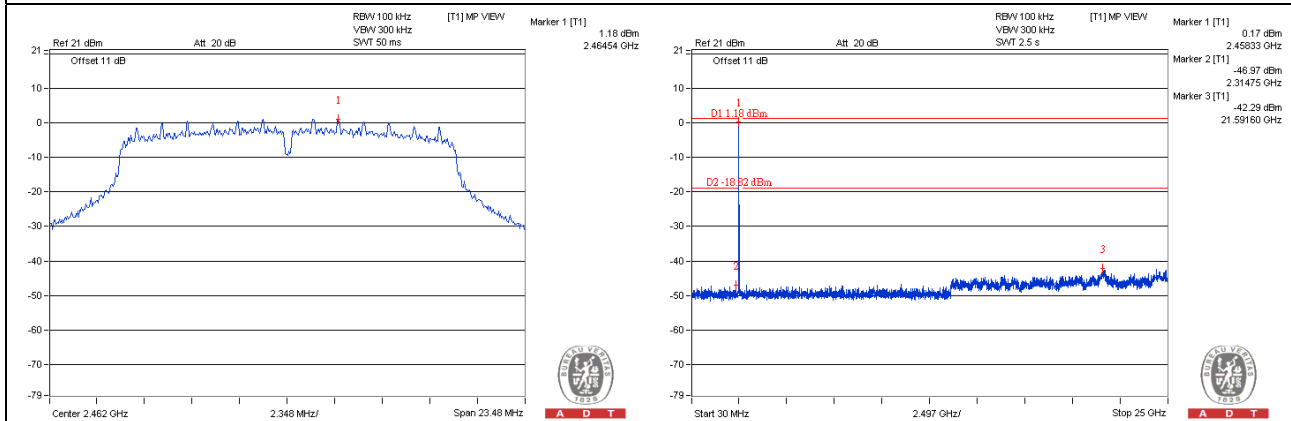 RBW 100 kHz
[T1] MP VIEW
VBW 300 kHz
Ref 21 dBm
Att 20 dB
SWT 50 ms
Marker 1 [T1]
1.18 dBm
2.46454 GHz
21
Offset 11 dB
10
0
-10
-20
-30
-40
-50
-60
-70
-79
1
Center 2.462 GHz
2.348 MHz/
Span 23.48 MHz
BUREAU VERITAS
1828
A D T
RBW 100 kHz
[T1] MP VIEW
VBW 300 kHz
Ref 21 dBm
Att 20 dB
SWT 2.5 s
Marker 1 [T1]
0.17 dBm
2.45833 GHz
Marker 2 [T1]
-46.97 dBm
2.31475 GHz
Marker 3 [T1]
-42.29 dBm
21.59160 GHz
21
Offset 11 dB
10
0
-10
-20
-30
-40
-50
-60
-70
-79
1
D1 1.18 dBm
D2 -18.82 dBm
2
3
Start 30 MHz
2.497 GHz/
Stop 25 GHz
BUREAU VERITAS
1828
A D T